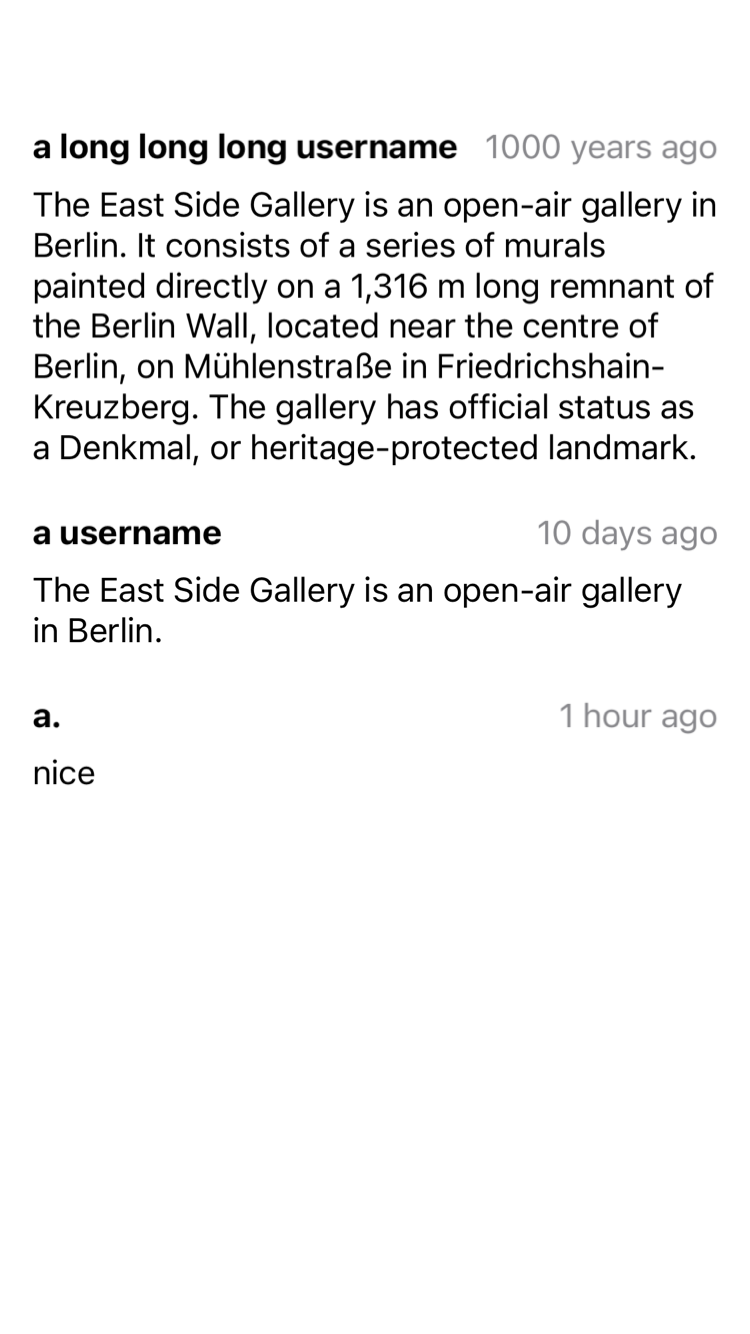 a long long long username 1000 years ago
The East Side Gallery is an open-air gallery in
Berlin. It consists of a series of murals
painted directly on a 1,316 m long remnant of
the Berlin Wall, located near the centre of
Berlin, on Mühlenstraße in Friedrichshain-
Kreuzberg. The gallery has official status as
a Denkmal, or heritage-protected landmark.
a username 10 days ago
The East Side Gallery is an open-air gallery
in Berlin.
a. 1 hour ago
nice